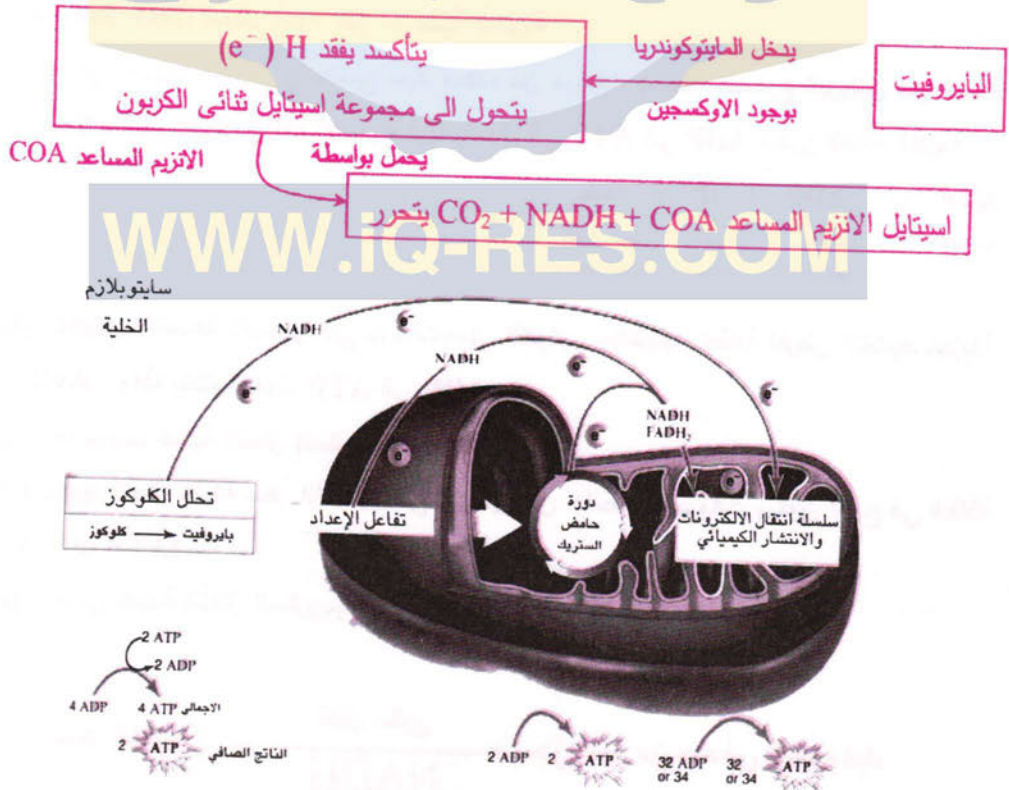 البايروفيت
يدخل المايتوكوندريا
بوجود الاوكسجين
يتأكسد يفقد H (e⁻)
يتحول الى مجموعة اسيتايل ثنائى الكربون
يحمل بواسطة
الانزيم المساعد COA
اسيتايل الانزيم المساعد CO₂ + NADH + COA يتحرر
WWW.iQ-RES.COM
سايتوبلازم
الخلية
NADH
e⁻
e⁻
NADH
e⁻
e⁻
NADH
FADH₂
e⁻
e⁻
e⁻
تحلل الكلوكوز
كلوكوز ⟶ بايروفيت
تفاعل الإعداد
دورة
حامض
الستريك
سلسلة انتقال الالكترونات
والانتشار الكيميائي
2 ATP
2 ADP
4 ADP
4 ATP الاجمالي
2 ATP الناتج الصافي
2 ADP
2 ATP
32 ADP
or 34
32
or 34
ATP